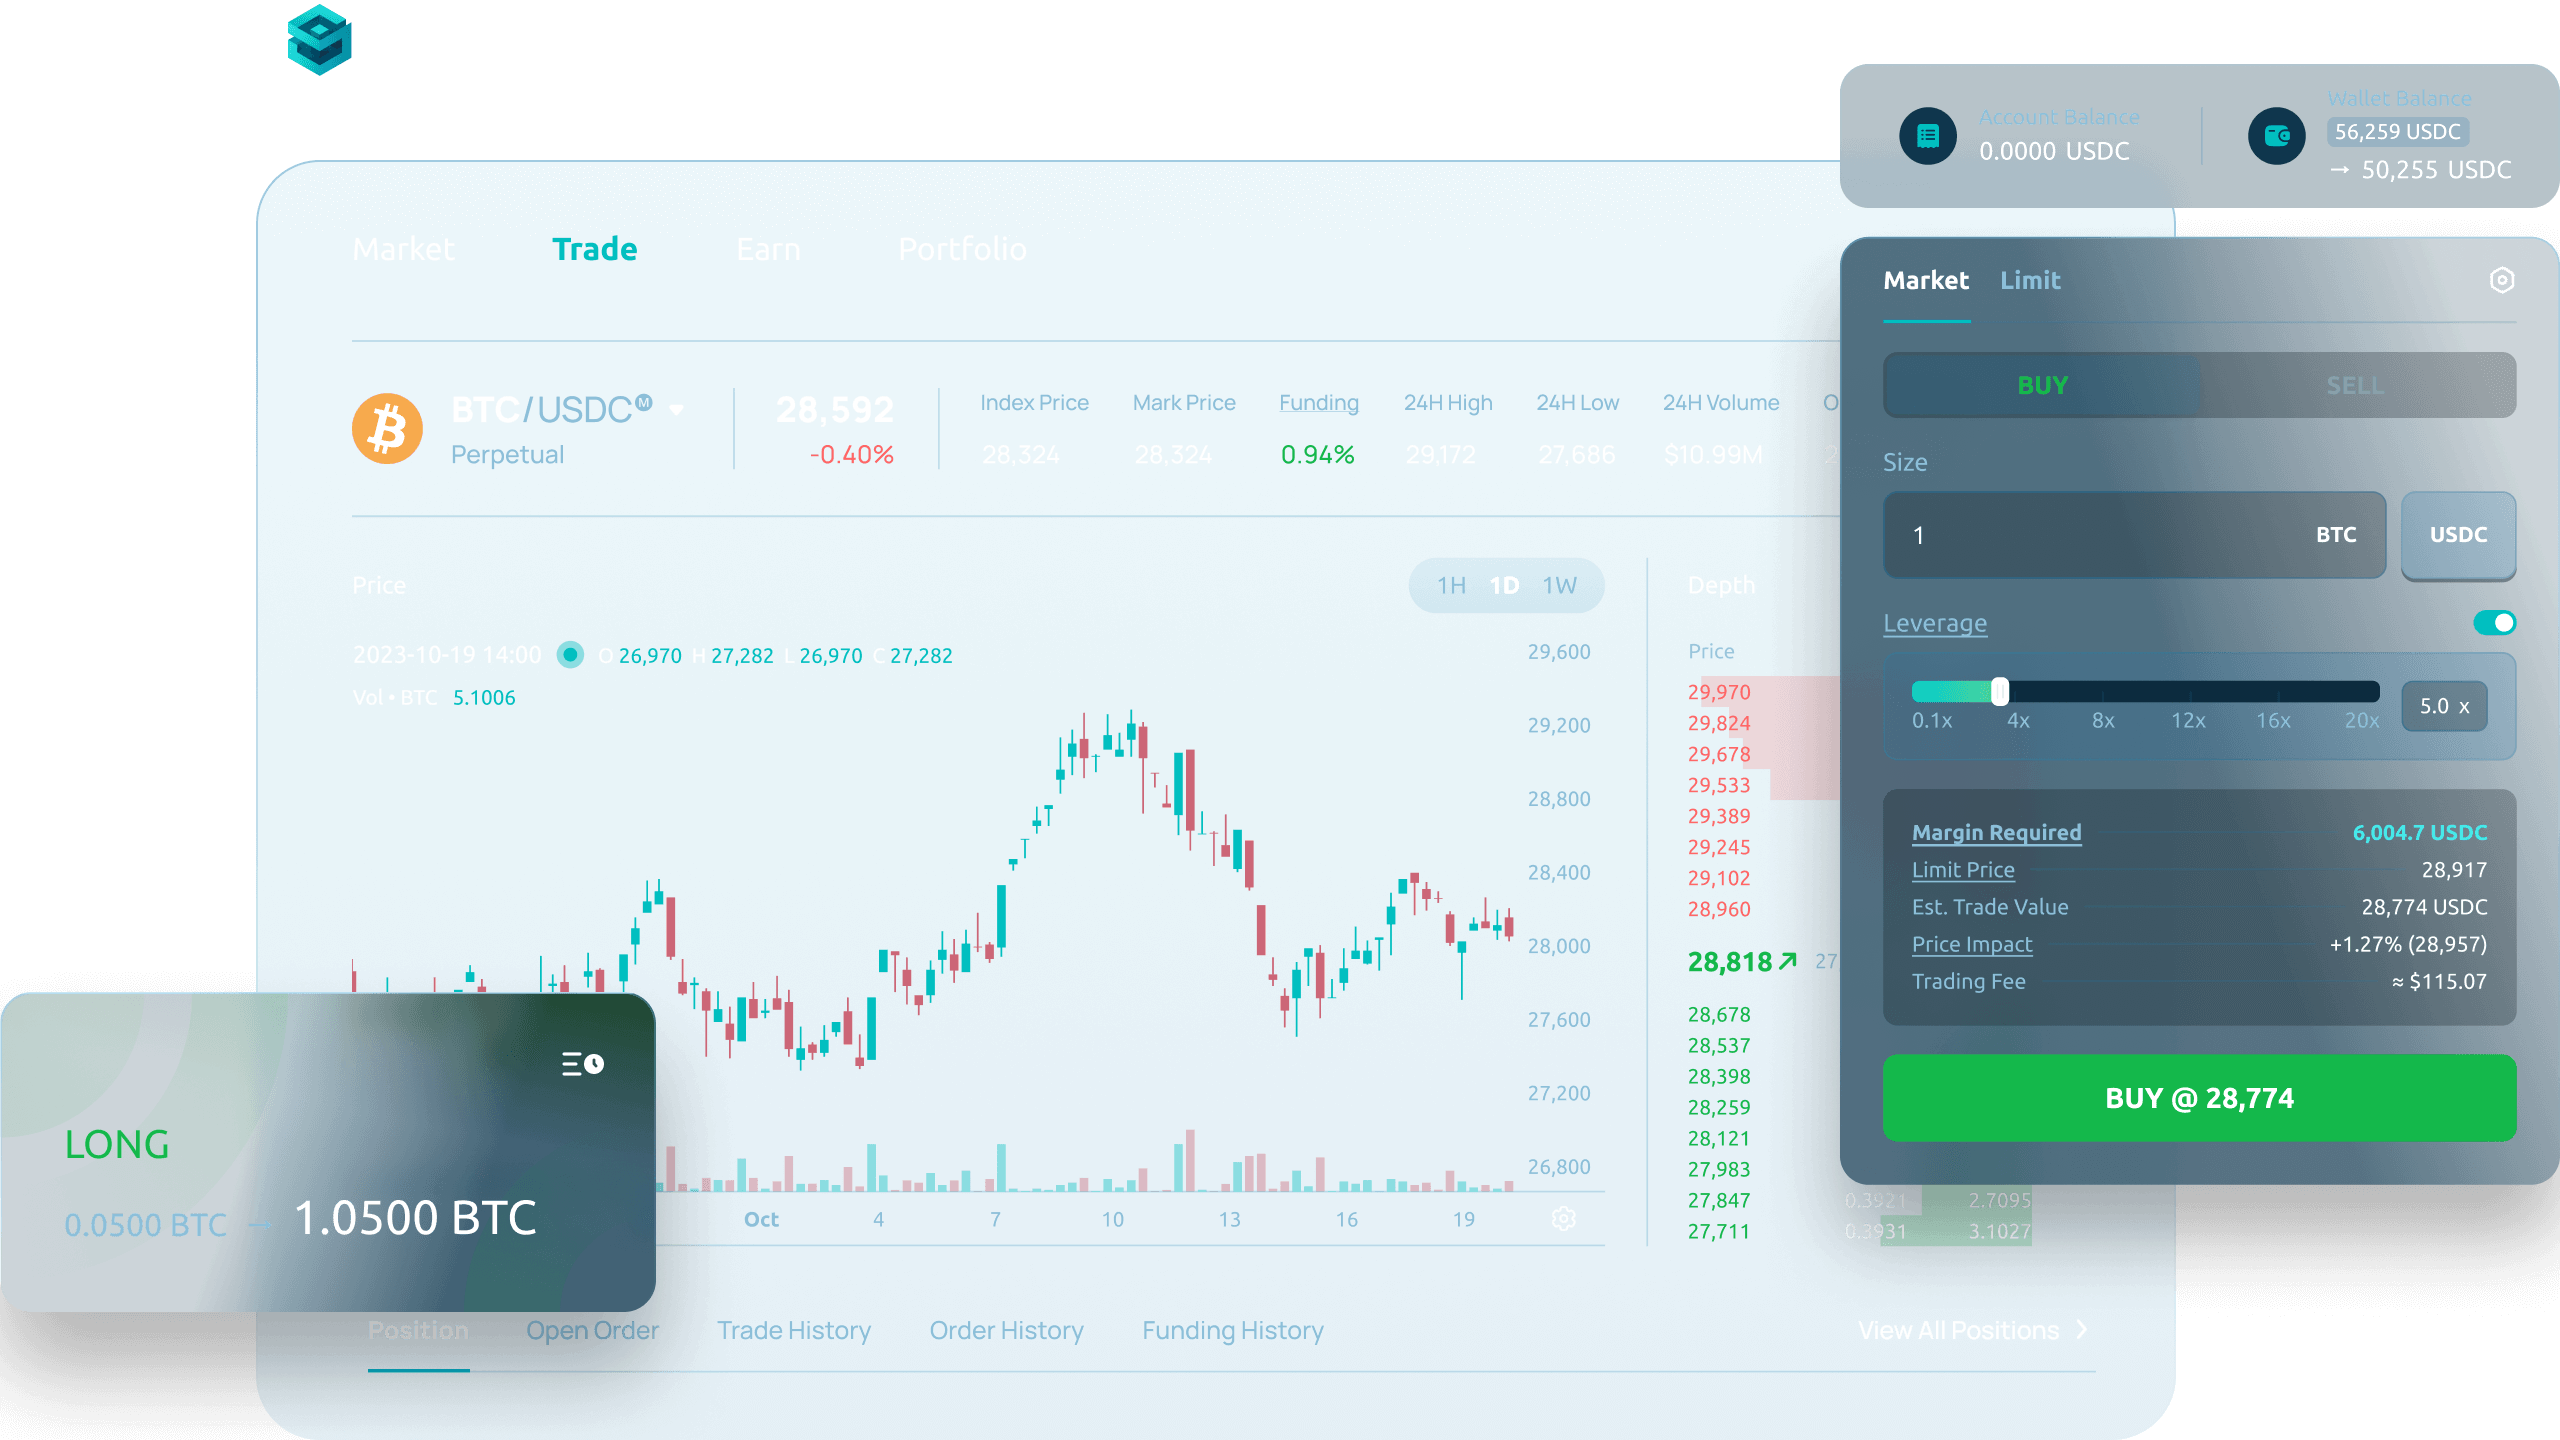 Account Balance
0.0000 USDC
Wallet Balance
56,259 USDC
→ 50,255 USDC
Market Trade Earn Portfolio
BTC/USDC M
Perpetual
28,592
-0.40%
Index Price
28,324
Mark Price
28,324
Funding
0.94%
24H High
29,172
24H Low
27,686
24H Volume
$10.99M
Price
1H 1D 1W
2023-10-19 14:00 O 26,970 H 27,282 L 26,970 C 27,282
Vol • BTC 5.1006
29,600
29,200
28,800
28,400
28,000
27,600
27,200
26,800
Oct 4 7 10 13 16 19
Depth
Price
29,970
29,824
29,678
29,533
29,389
29,245
29,102
28,960
28,818
28,678
28,537
28,398
28,259
28,121
27,983
27,847 0.3921 2.7095
27,711 0.3931 3.1027
Market Limit
BUY SELL
Size
1 BTC USDC
Leverage
0.1x 4x 8x 12x 16x 20x
5.0 x
Margin Required 6,004.7 USDC
Limit Price 28,917
Est. Trade Value 28,774 USDC
Price Impact +1.27% (28,957)
Trading Fee ≈ $115.07
BUY @ 28,774
LONG
0.0500 BTC → 1.0500 BTC
Position Open Order Trade History Order History Funding History View All Positions